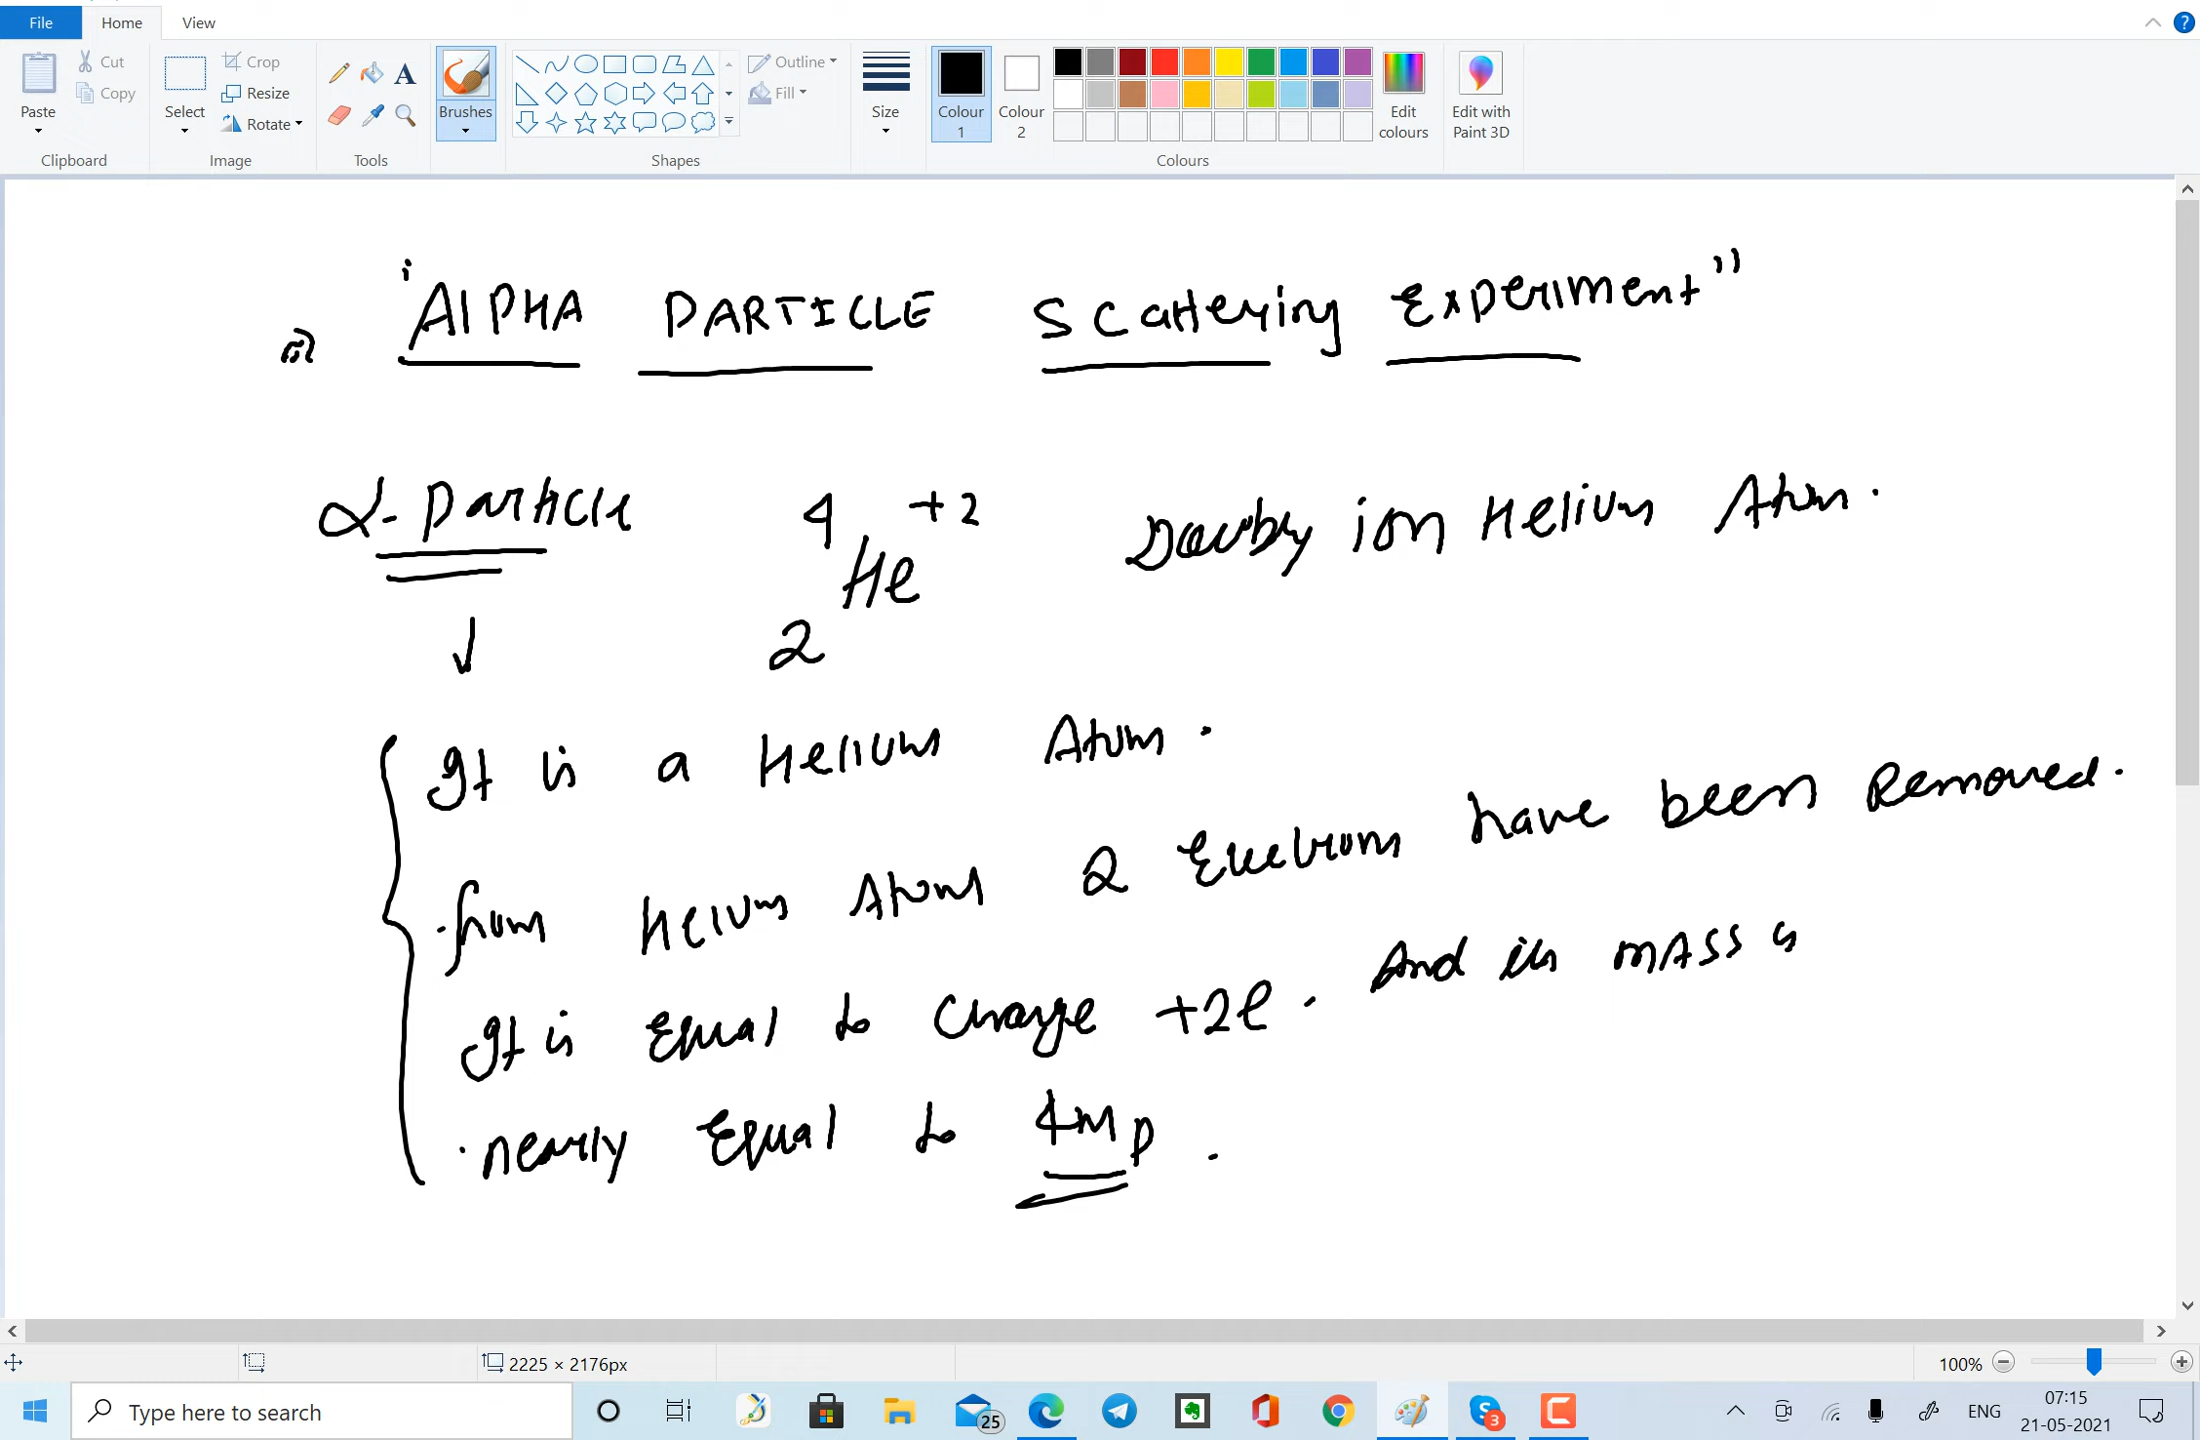 File Home View
Paste Cut Copy Clipboard
Select Crop Resize Rotate Image
Tools
Brushes
Outline Fill Shapes
Size
Colour 1 Colour 2
Edit colours
Colours
Edit with Paint 3D
"ALPHA PARTICLE Scattering Experiment"
α-particle 4 He +2 Douby ion Helium Atom.
2
It is a Helium Atom.
from Helium Atom 2 Electrons have been Removed.
It is Equal to charge +2e. And its mass is
nearly Equal to 4Mp.
2225 × 2176px 100%
Type here to search 25 3 ENG 07:15
21-05-2021